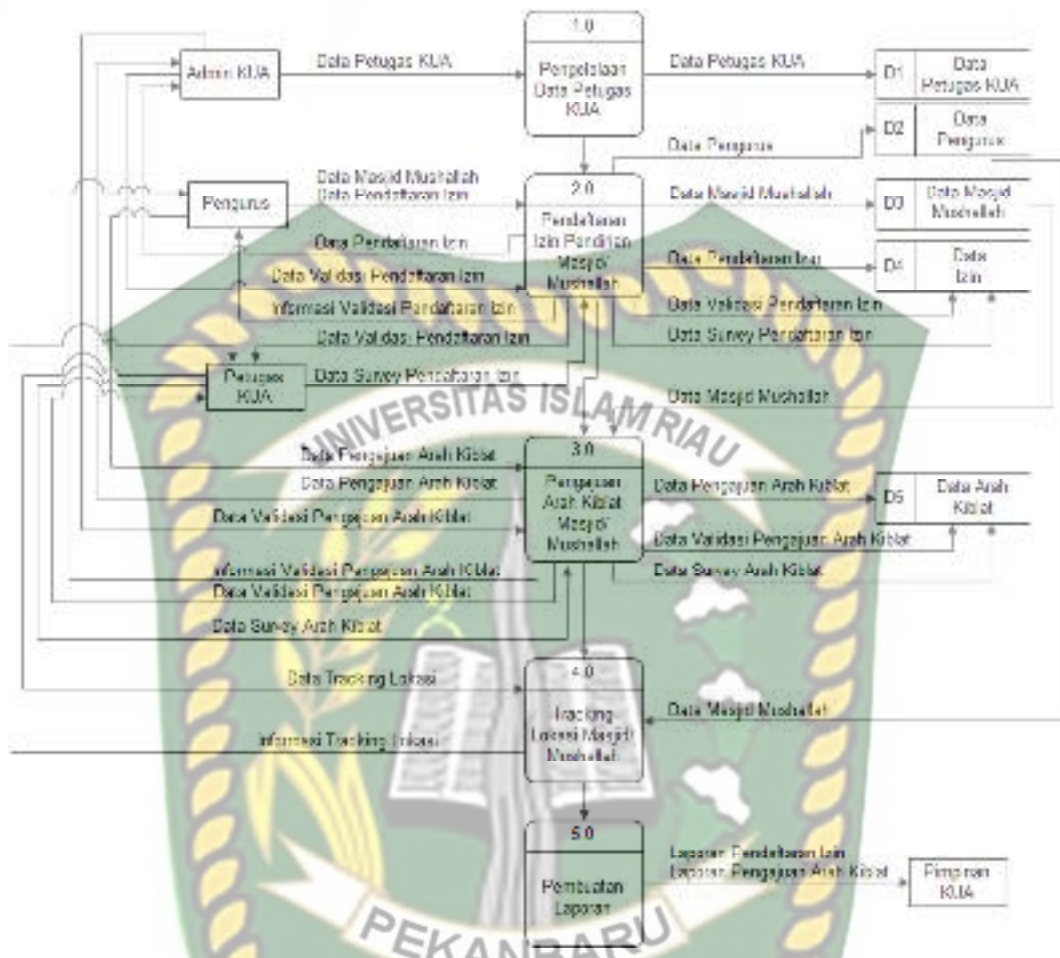 1.0
Admin KUA
Data Petugas KUA
Pengelolaan
Data Petugas
KUA
Data Petugas KUA
D1
Data
Petugas KUA
D2
Data
Pengurus
Data Pengurus
Pengurus
Data Masjid Mushallah
Data Pendaftaran Izin
2.0
Pendaftaran
Izin Pendirian
Masjid/
Mushallah
Data Masjid Mushallah
D3
Data Masjid
Mushallah
Data Pendaftaran Izin
Data Pendaftaran Izin
D4
Data
Izin
Data Validasi Pendaftaran Izin
Informasi Validasi Pendaftaran Izin
Data Validasi Pendaftaran Izin
Data Validasi Pendaftaran Izin
Data Survey Pendaftaran Izin
Petugas
KUA
Data Survey Pendaftaran Izin
Data Masjid Mushallah
UNIVERSITAS ISLAM RIAU
3.0
Pengajuan
Arah Kiblat
Masjid/
Mushallah
Data Pengajuan Arah Kiblat
Data Pengajuan Arah Kiblat
Data Validasi Pengajuan Arah Kiblat
Data Pengajuan Arah Kiblat
D5
Data Arah
Kiblat
Data Validasi Pengajuan Arah Kiblat
Data Survey Arah Kiblat
Informasi Validasi Pengajuan Arah Kiblat
Data Validasi Pengajuan Arah Kiblat
Data Survey Arah Kiblat
Data Tracking Lokasi
4.0
Tracking
Lokasi Masjid/
Mushallah
Data Masjid Mushallah
Informasi Tracking Lokasi
5.0
Pembuatan
Laporan
Laporan Pendaftaran Izin
Laporan Pengajuan Arah Kiblat
Pimpinan
KUA
PEKANBARU